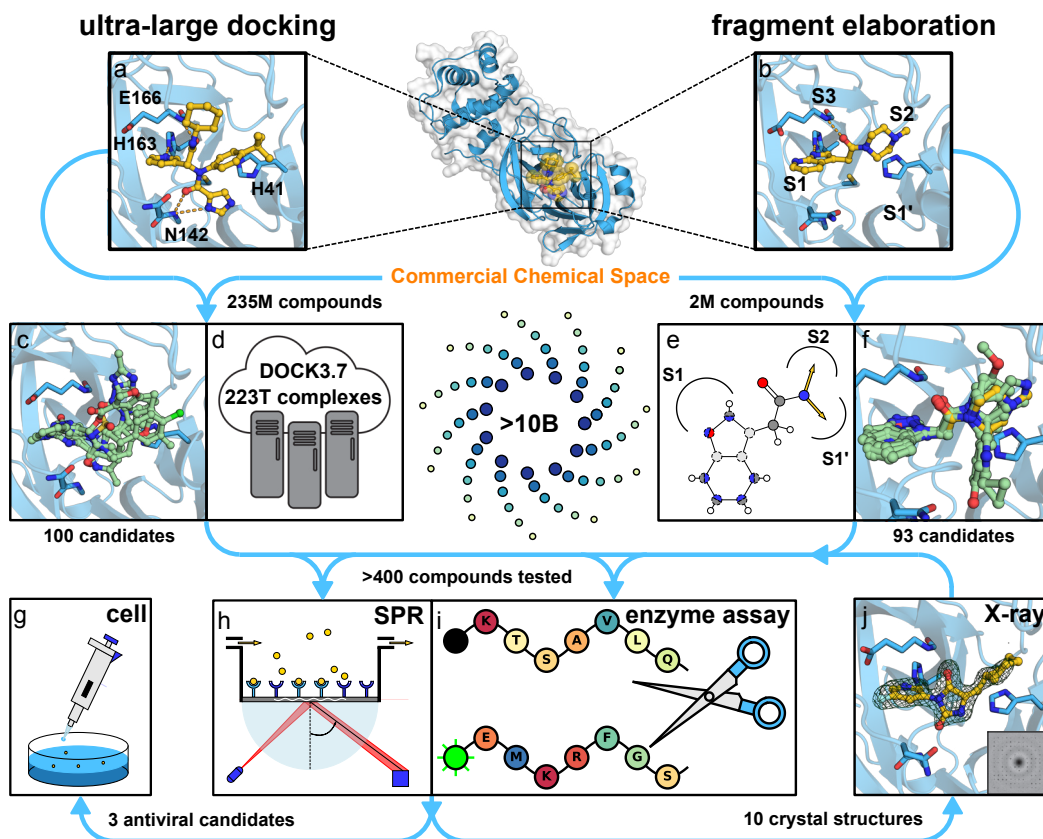 ultra-large docking
fragment elaboration
a
E166
H163
H41
N142
b
S3
S2
S1
S1'
Commercial Chemical Space
235M compounds
2M compounds
c
d
DOCK3.7
223T complexes
>10B
e
S2
S1
S1'
f
100 candidates
93 candidates
>400 compounds tested
g
cell
h
SPR
i
enzyme assay
K
T
S
A
V
L
Q
E
M
K
R
F
G
S
j
X-ray
3 antiviral candidates
10 crystal structures